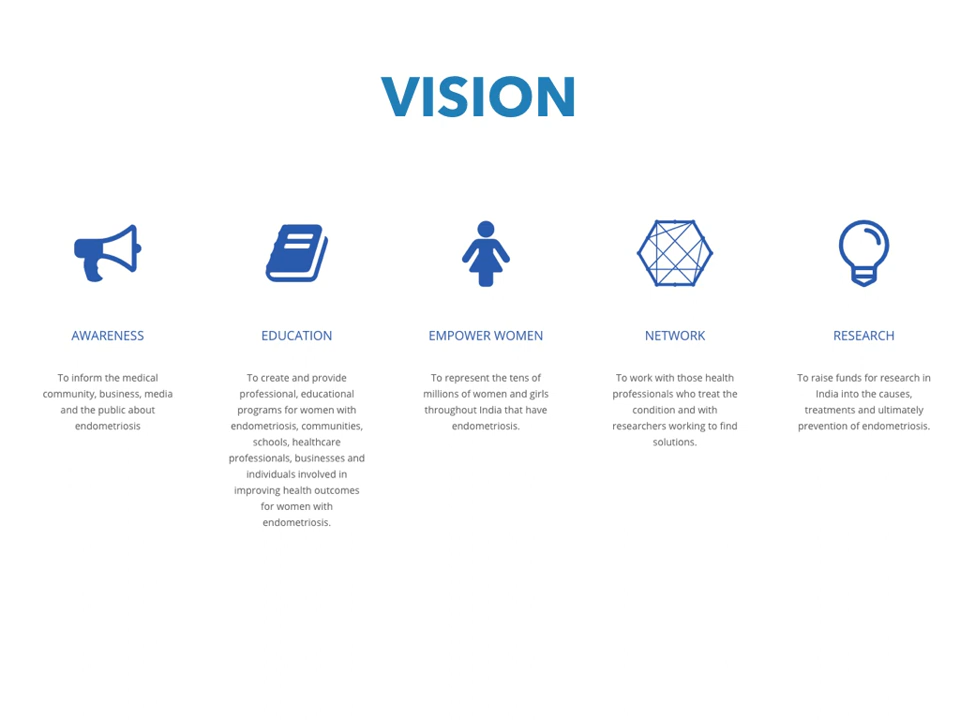 VISION
AWARENESS
To inform the medical
community, business, media
and the public about
endometriosis
EDUCATION
To create and provide
professional, educational
programs for women with
endometriosis, communities,
schools, healthcare
professionals, businesses and
individuals involved in
improving health outcomes
for women with
endometriosis.
EMPOWER WOMEN
To represent the tens of
millions of women and girls
throughout India that have
endometriosis.
NETWORK
To work with those health
professionals who treat the
condition and with
researchers working to find
solutions.
RESEARCH
To raise funds for research in
India into the causes,
treatments and ultimately
prevention of endometriosis.